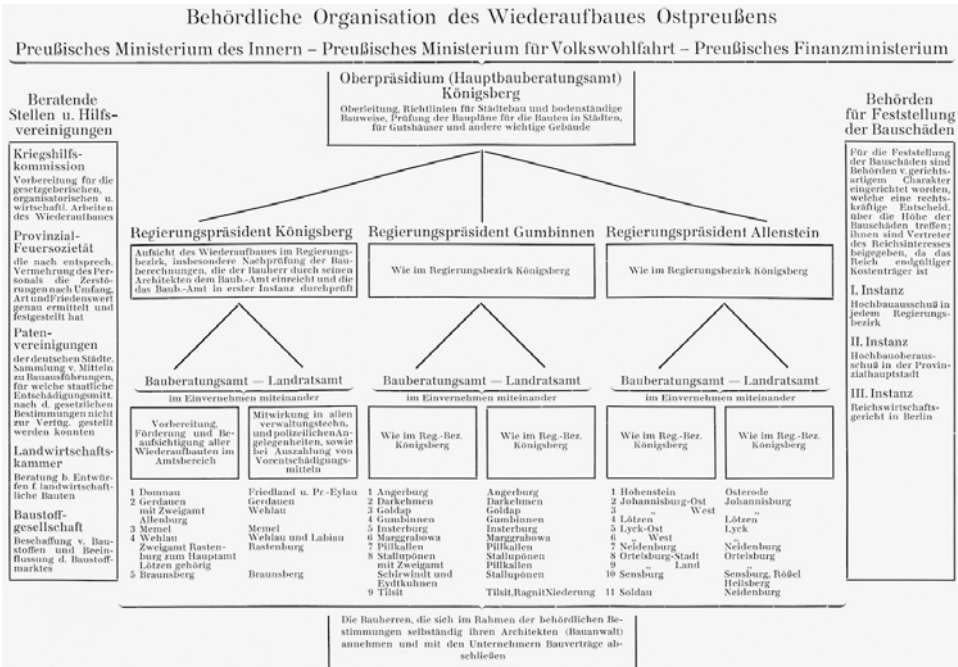 Behördliche Organisation des Wiederaufbaues Ostpreußens
Preußisches Ministerium des Innern – Preußisches Ministerium für Volkswohlfahrt – Preußisches Finanzministerium
Oberpräsidium (Hauptbauberatungsamt)
Königsberg
Oberleitung, Richtlinien für Städtebau und bodenständige
Bauweise, Prüfung der Baupläne für die Bauten in Städten,
für Gutshäuser und andere wichtige Gebäude
Beratende
Stellen u. Hilfs-
vereinigungen
Kriegshilfs-
kommission
Vorbereitung für die
gesetzgeberischen,
organisatorischen u.
wirtschaftl. Arbeiten
des Wiederaufbaues
Provinzial-
Feuersozietät
die nach entsprech.
Vermehrung des Per-
sonals die Zerstö-
rungen nach Umfang,
Art und Friedenswert
genau ermittelt und
festgestellt hat
Paten-
vereinigungen
der deutschen Städte.
Sammlung v. Mitteln
zu Bauausführungen,
für welche staatliche
Entschädigungsmitt.
nach d. gesetzlichen
Bestimmungen nicht
zur Verfüg. gestellt
werden konnten
Landwirtschafts-
kammer
Beratung b. Entwür-
fen f. landwirtschaft-
liche Bauten
Baustoff-
gesellschaft
Beschaffung v. Bau-
stoffen und Beein-
flussung d. Baustoff-
marktes
Regierungspräsident Königsberg
Aufsicht des Wiederaufbaues im Regierungs-
bezirk, insbesondere Nachprüfung der Bau-
berechnungen, die der Bauherr durch seinen
Architekten dem Baub.-Amt einreicht und die
das Baub.-Amt in erster Instanz durchprüft
Bauberatungsamt — Landratsamt
im Einvernehmen miteinander
Vorbereitung,
Förderung und Be-
aufsichtigung aller
Wiederaufbauten im
Amtsbereich
Mitwirkung in allen
verwaltungstechn.
und polizeilichen An-
gelegenheiten, sowie
bei Auszahlung von
Vorentschädigungs-
mitteln
1 Domnau Friedland u. Pr.-Eylau
2 Gerdauen Gerdauen
mit Zweigamt Wehlau
Allenburg
3 Memel Memel
4 Wehlau Wehlau und Labiau
Zweigamt Rasten- Rastenburg
burg zum Hauptamt
Lötzen gehörig
5 Braunsberg Braunsberg
Regierungspräsident Gumbinnen
Wie im Regierungsbezirk Königsberg
Bauberatungsamt — Landratsamt
im Einvernehmen miteinander
Wie im Reg.-Bez.
Königsberg
Wie im Reg.-Bez.
Königsberg
1 Angerburg Angerburg
2 Darkehmen Darkehmen
3 Goldap Goldap
4 Gumbinnen Gumbinnen
5 Insterburg Insterburg
6 Marggrabowa Marggrabowa
7 Pillkallen Pillkallen
8 Stallupönen Stallupönen
mit Zweigamt Pillkallen
Schirwindt und Stallupönen
Eydtkuhnen
9 Tilsit Tilsit, Ragnit Niederung
Regierungspräsident Allenstein
Wie im Regierungsbezirk Königsberg
Bauberatungsamt — Landratsamt
im Einvernehmen miteinander
Wie im Reg.-Bez.
Königsberg
Wie im Reg.-Bez.
Königsberg
1 Hohenstein Osterode
2 Johannisburg-Ost Johannisburg
3 „ West „
4 Lötzen Lötzen
5 Lyck-Ost Lyck
6 „ West „
7 Neidenburg Neidenburg
8 Ortelsburg-Stadt Ortelsburg
9 „ Land „
10 Sensburg Sensburg, Rößel
Heilsberg
11 Soldau Neidenburg
Behörden
für Feststellung
der Bauschäden
Für die Feststellung
der Bauschäden sind
Behörden v. gerichts-
artigem Charakter
eingerichtet worden,
welche eine rechts-
kräftige Entscheid.
über die Höhe der
Bauschäden treffen;
ihnen sind Vertreter
des Reichsinteresses
beigegeben, da das
Reich endgültiger
Kostenträger ist
I. Instanz
Hochbauausschuß in
jedem Regierungs-
bezirk
II. Instanz
Hochbauoberaus-
schuß in der Provin-
zialhauptstadt
III. Instanz
Reichswirtschafts-
gericht in Berlin
Die Bauherren, die sich im Rahmen der behördlichen Be-
stimmungen selbständig ihren Architekten (Bauanwalt)
annehmen und mit den Unternehmern Bauverträge ab-
schließen